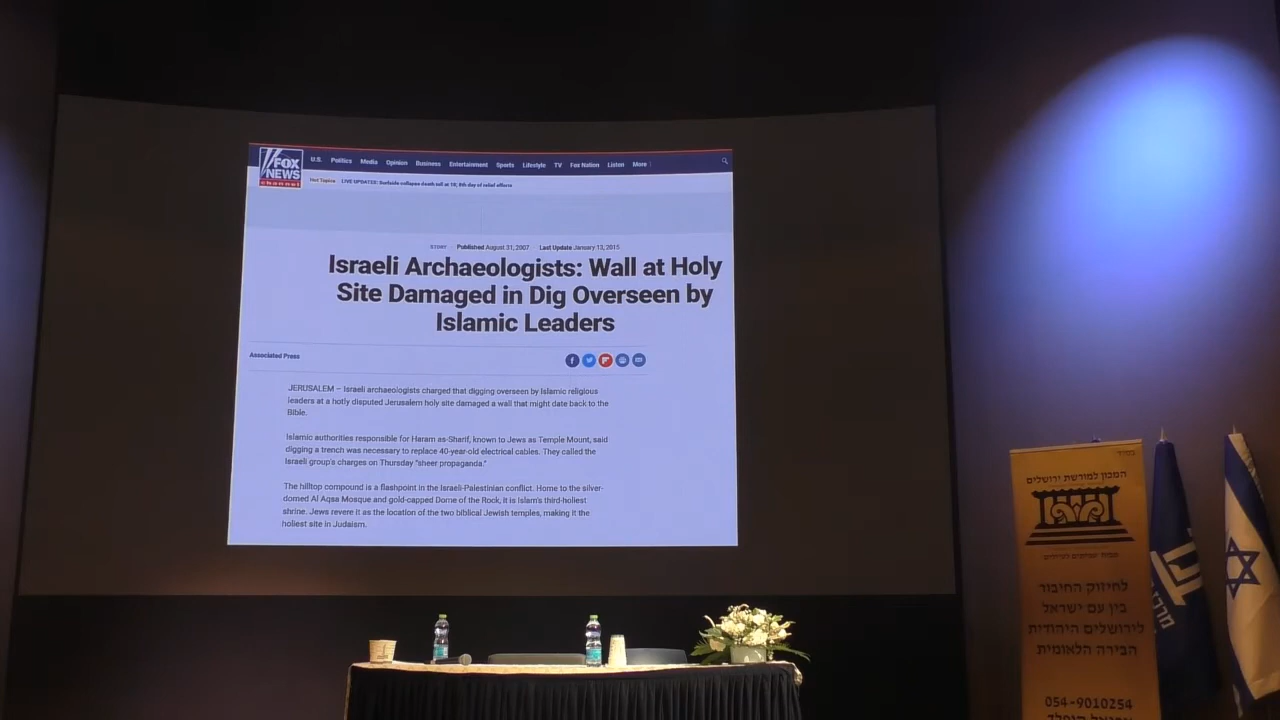 FOX
NEWS
channel
U.S. Politics Media Opinion Business Entertainment Sports Lifestyle TV Fox Nation Listen More
Hot Topics LIVE UPDATES: Surfside collapse death toll at 18; 8th day of relief efforts
STORY Published August 31, 2007 Last Update January 13, 2015
Israeli Archaeologists: Wall at Holy
Site Damaged in Dig Overseen by
Islamic Leaders
Associated Press
JERUSALEM – Israeli archaeologists charged that digging overseen by Islamic religious
leaders at a hotly disputed Jerusalem holy site damaged a wall that might date back to the
Bible.
Islamic authorities responsible for Haram as-Sharif, known to Jews as Temple Mount, said
digging a trench was necessary to replace 40-year-old electrical cables. They called the
Israeli group's charges on Thursday "sheer propaganda."
The hilltop compound is a flashpoint in the Israeli-Palestinian conflict. Home to the silver-
domed Al Aqsa Mosque and gold-capped Dome of the Rock, it is Islam's third-holiest
shrine. Jews revere it as the location of the two biblical Jewish temples, making it the
holiest site in Judaism.
המכון למורשת ירושלים
לחיזוק החיבור
בין עם ישראל
לירושלים היהודית
הבירה הלאומית
054-9010254